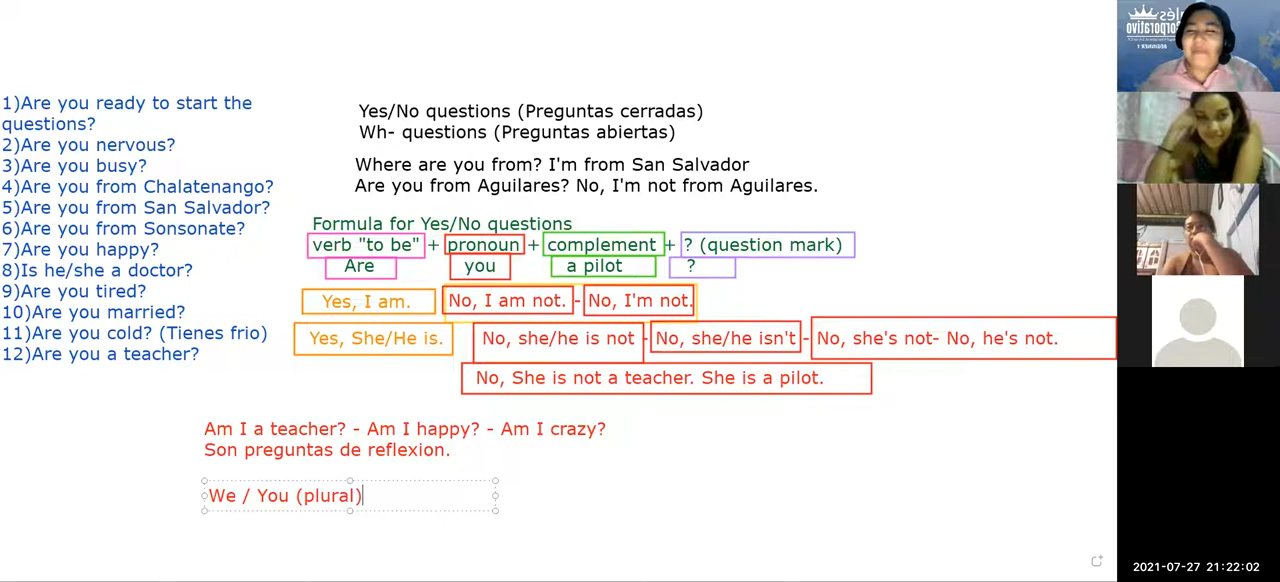 1)Are you ready to start the
questions?
2)Are you nervous?
3)Are you busy?
4)Are you from Chalatenango?
5)Are you from San Salvador?
6)Are you from Sonsonate?
7)Are you happy?
8)Is he/she a doctor?
9)Are you tired?
10)Are you married?
11)Are you cold? (Tienes frio)
12)Are you a teacher?
Yes/No questions (Preguntas cerradas)
Wh- questions (Preguntas abiertas)
Where are you from? I'm from San Salvador
Are you from Aguilares? No, I'm not from Aguilares.
Formula for Yes/No questions
verb "to be" + pronoun + complement + ? (question mark)
Are you a pilot ?
Yes, I am. No, I am not. - No, I'm not.
Yes, She/He is. No, she/he is not - No, she/he isn't - No, she's not- No, he's not.
No, She is not a teacher. She is a pilot.
Am I a teacher? - Am I happy? - Am I crazy?
Son preguntas de reflexion.
We / You (plural)
2021-07-27 21:22:02